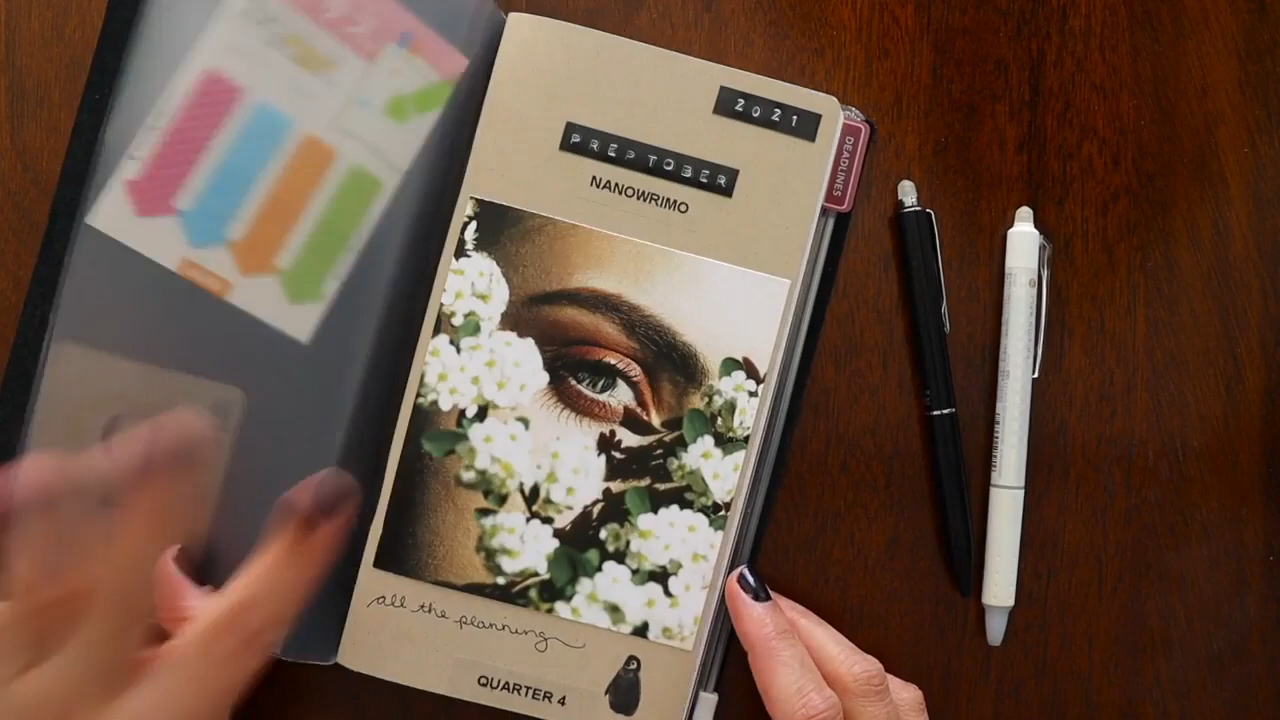 2021
PREPTOBER
NANOWRIMO
DEADLINES
all the planning
QUARTER 4